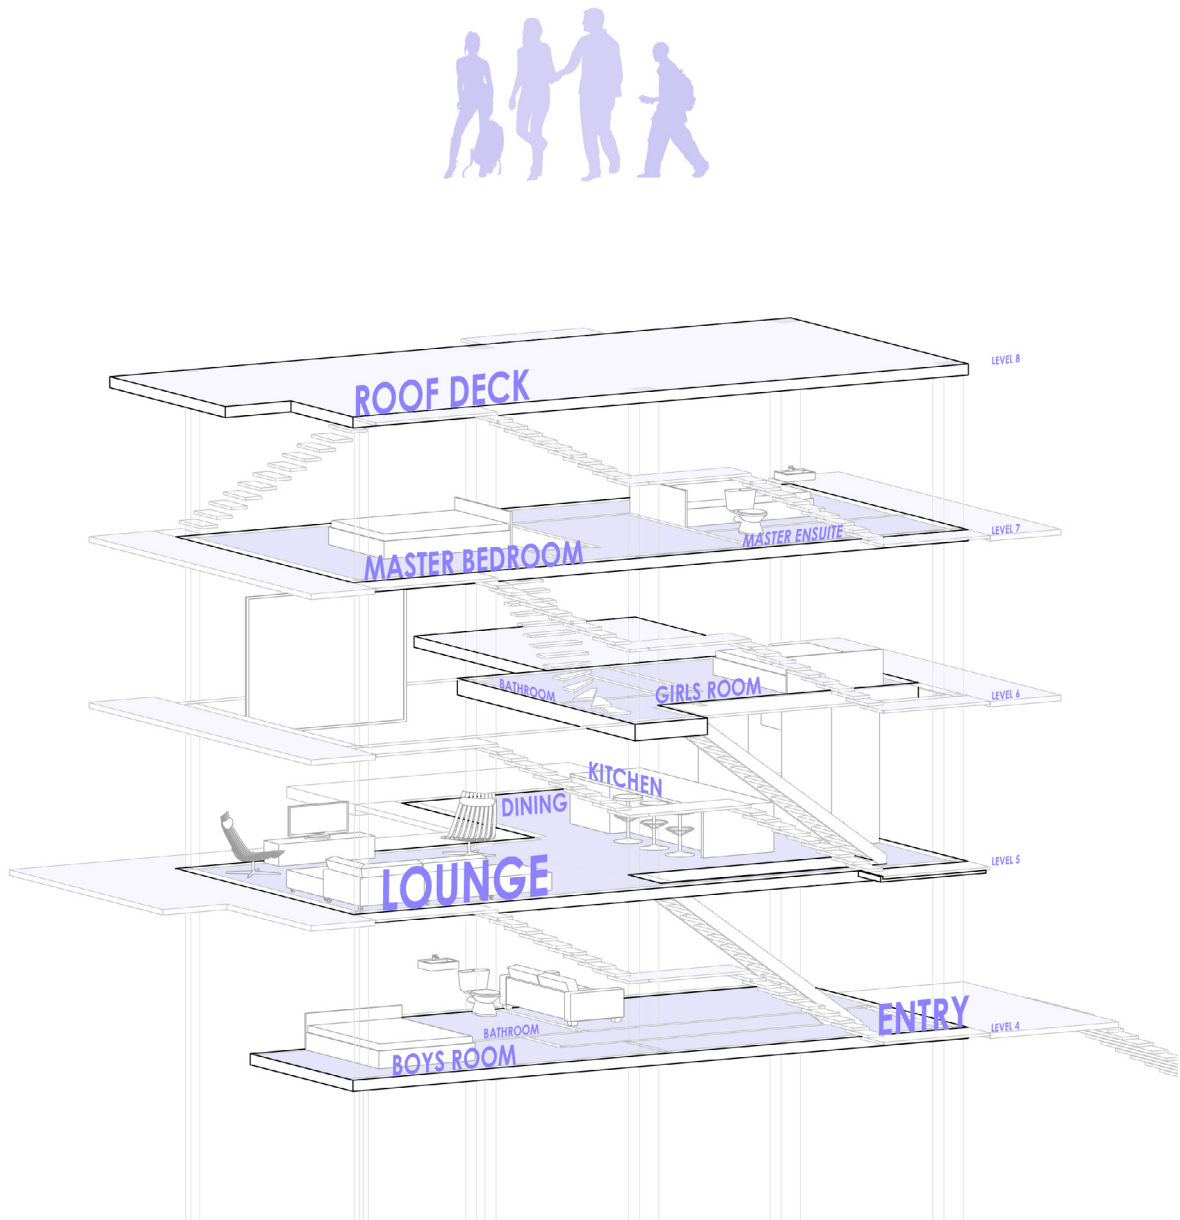 LEVEL 8
ROOF DECK
LEVEL 7
MASTER ENSUITE
MASTER BEDROOM
BATHROOM
GIRLS ROOM
LEVEL 6
KITCHEN
DINING
LOUNGE
LEVEL 5
ENTRY
LEVEL 4
BATHROOM
BOYS ROOM